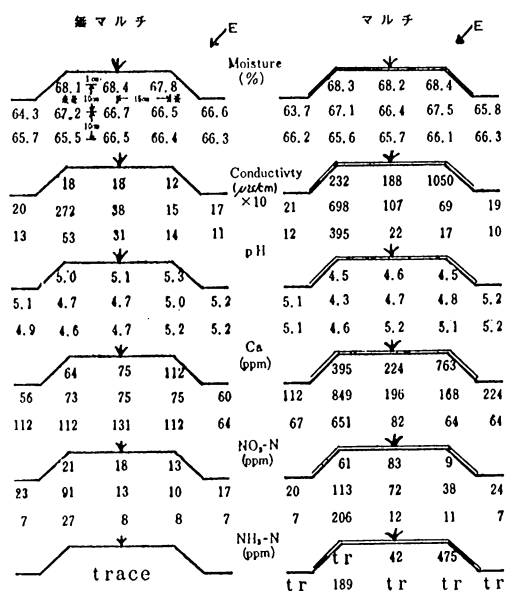 無マルチ マルチ
E E
Moisture
(%)
1cm
68.1 68.4 67.8 68.3 68.2 68.4
10cm 15cm
64.3 67.2 66.7 66.5 66.6 63.7 67.1 66.4 67.5 65.8
10cm
65.7 65.5 66.5 66.4 66.3 66.2 65.6 65.7 66.1 66.3
Conductivty
×10
18 18 12 232 188 1050
20 272 38 15 17 21 698 107 69 19
13 53 31 14 11 12 395 22 17 10
pH
5.0 5.1 5.3 4.5 4.6 4.5
5.1 4.7 4.7 5.0 5.2 5.1 4.3 4.7 4.8 5.2
4.9 4.6 4.7 5.2 5.2 5.1 4.6 5.2 5.1 5.2
Ca
(ppm)
64 75 112 395 224 763
56 73 75 75 60 112 849 196 168 224
112 112 131 112 64 67 651 82 64 64
NO₃-N
(ppm)
21 18 13 61 83 9
23 91 13 10 17 20 113 72 38 24
7 27 8 8 7 7 206 12 11 7
NH₃-N
(ppm)
trace tr 42 475
tr 189 tr tr tr